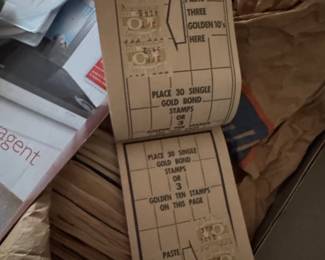 THREE
GOLDEN 10's
HERE
PLACE 30 SINGLE
GOLD BOND
STAMPS
OR
3
PLACE 30 SINGLE
GOLD BOND
STAMPS
OR
3
GOLDEN TEN STAMPS
ON THIS PAGE
PASTE
agent